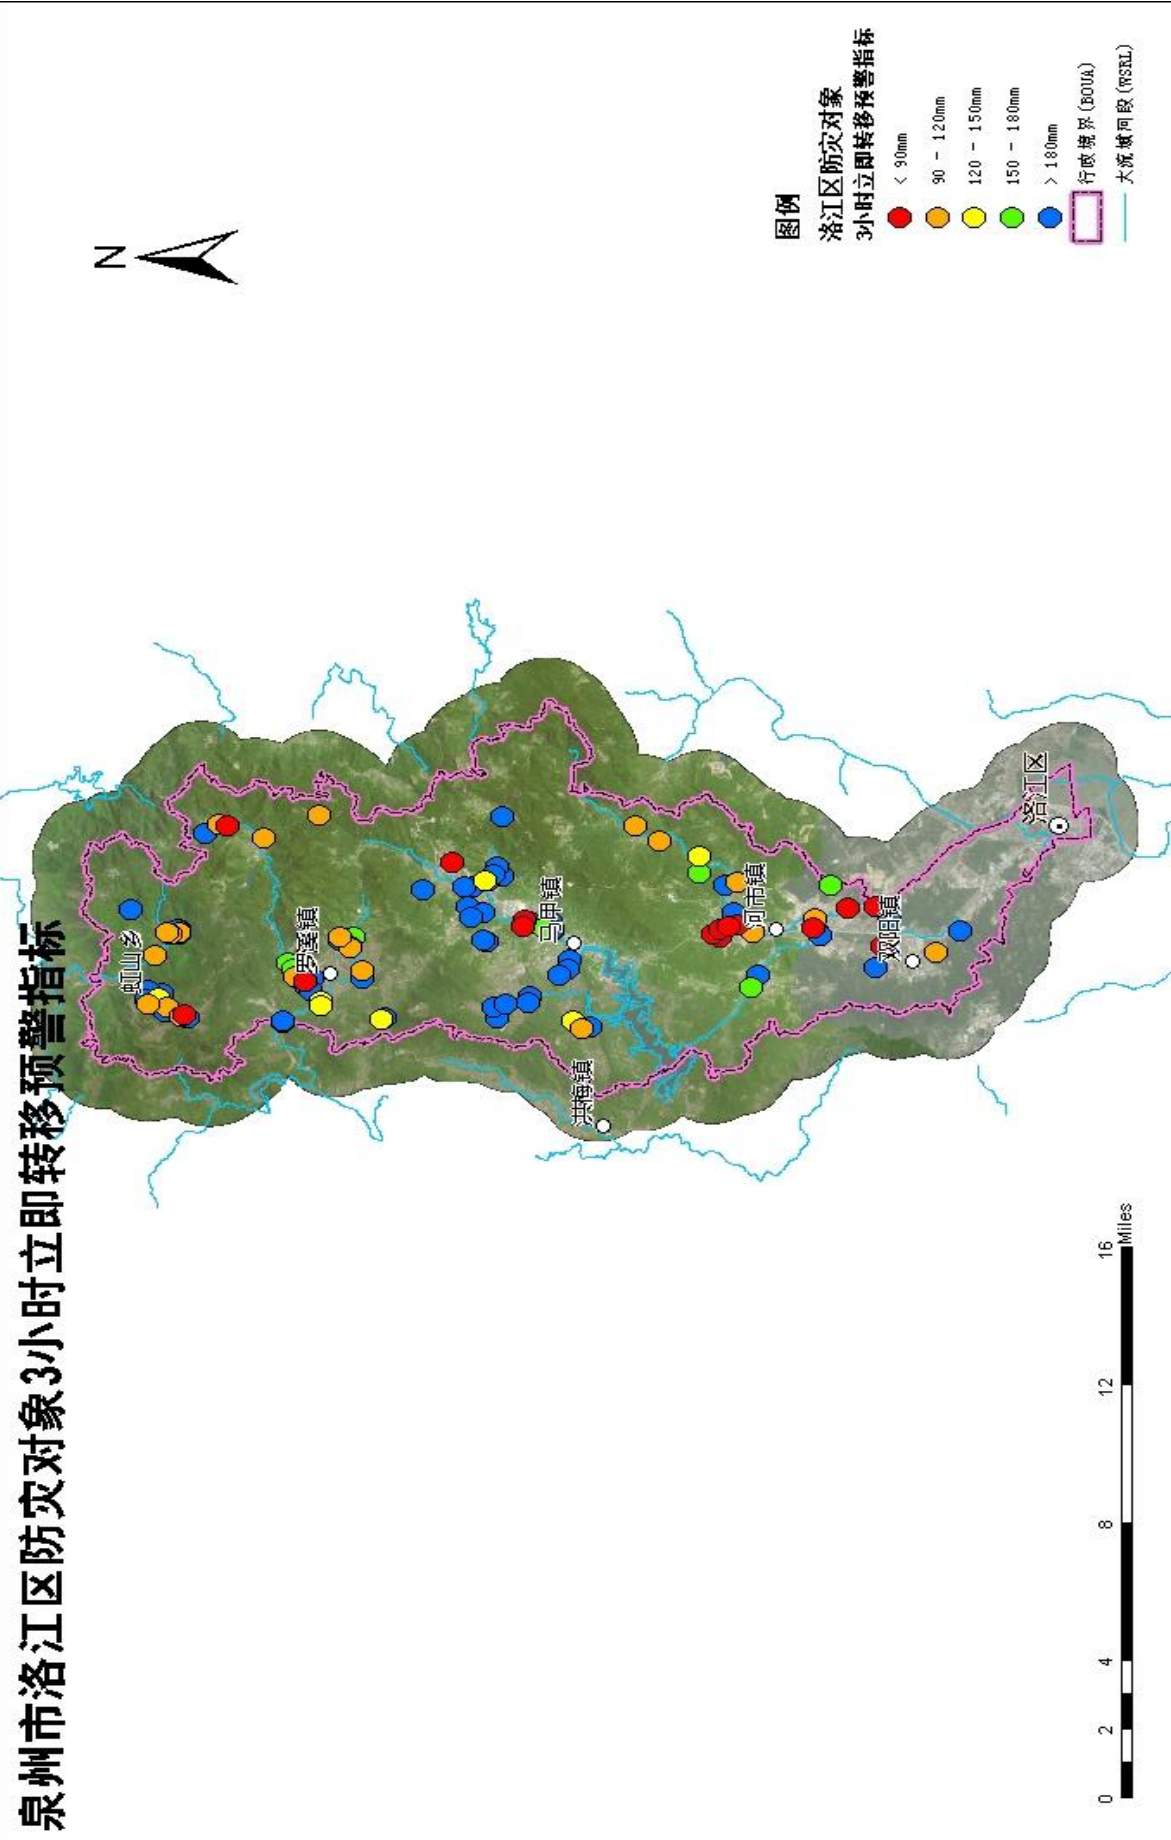 泉州市洛江区防灾对象3小时立即转移预警指标
N
虹山乡
罗溪镇
马甲镇
洪梅镇
河市镇
双阳镇
洛江区
图例
洛江区防灾对象
3小时立即转移预警指标
< 90mm
90 - 120mm
120 - 150mm
150 - 180mm
> 180mm
行政境界(BOUA)
大流域河段(WSRL)
0 2 4 8 12 16
Miles